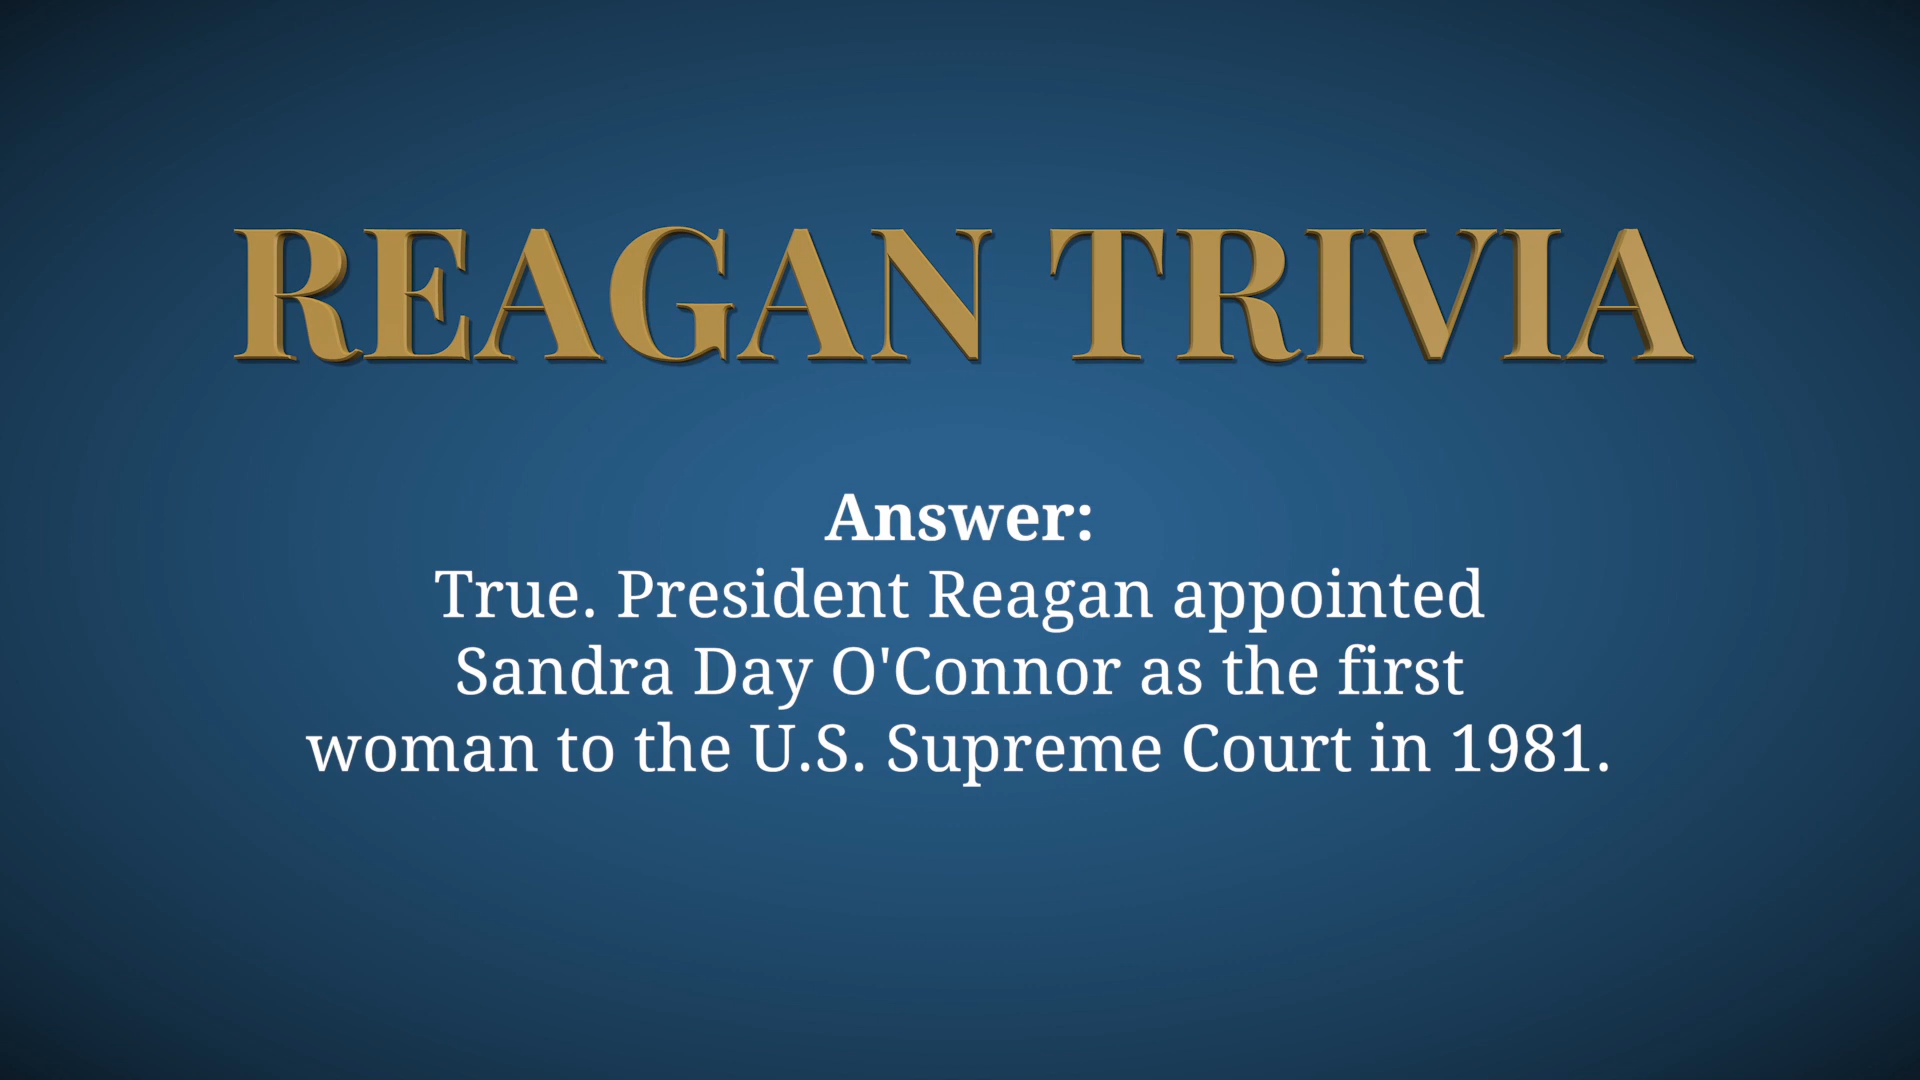 REAGAN TRIVIA
Answer:
True. President Reagan appointed
Sandra Day O'Connor as the first
woman to the U.S. Supreme Court in 1981.